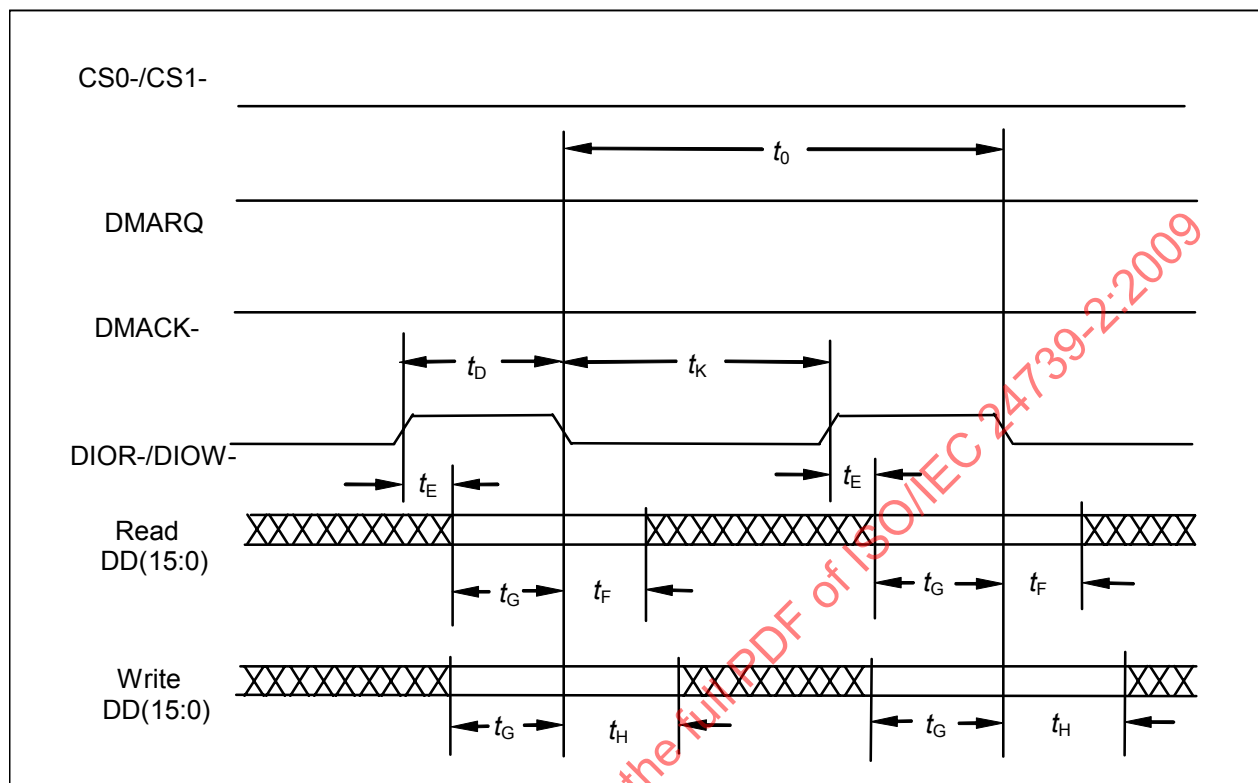 CS0-/CS1-
t0
DMARQ
DMACK-
tD
tK
DIOR-/DIOW-
tE
tE
Read
DD(15:0)
tG
tF
tG
tF
Write
DD(15:0)
tG
tH
tG
tH
the full PDF of ISO/IEC 24739-2:2009